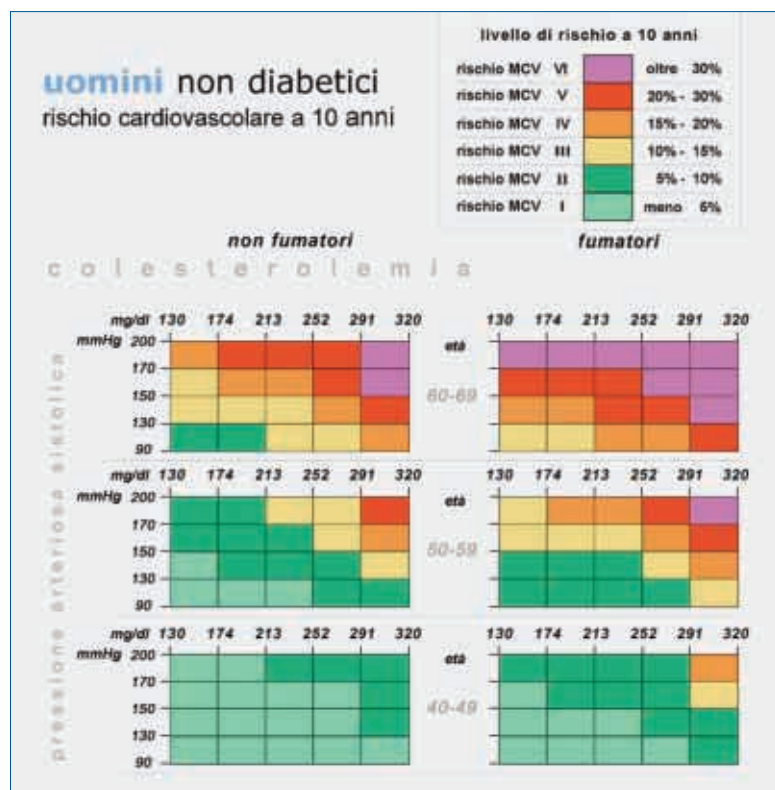 livello di rischio a 10 anni
rischio MCV VI oltre 30%
rischio MCV V 20% - 30%
rischio MCV IV 15% - 20%
rischio MCV III 10% - 15%
rischio MCV II 5% - 10%
rischio MCV I meno 5%
uomini non diabetici
rischio cardiovascolare a 10 anni
non fumatori fumatori
colesterolemia
pressione arteriosa sistolica
mg/dl 130 174 213 252 291 320 130 174 213 252 291 320
mmHg 200 età
170
150 60-69
130
90
mg/dl 130 174 213 252 291 320 130 174 213 252 291 320
mmHg 200 età
170
150 50-59
130
90
mg/dl 130 174 213 252 291 320 130 174 213 252 291 320
mmHg 200 età
170
150 40-49
130
90